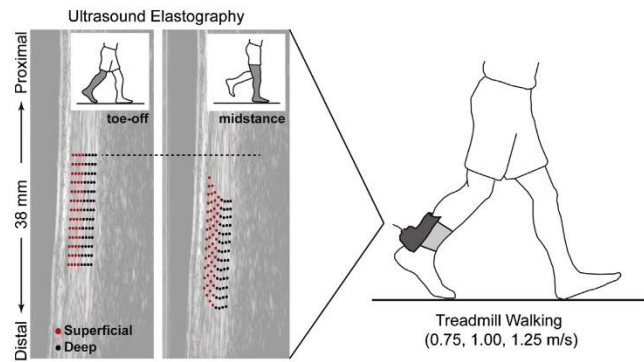 Ultrasound Elastography
Proximal
38 mm
Distal
toe-off
midstance
Superficial
Deep
Treadmill Walking
(0.75, 1.00, 1.25 m/s)